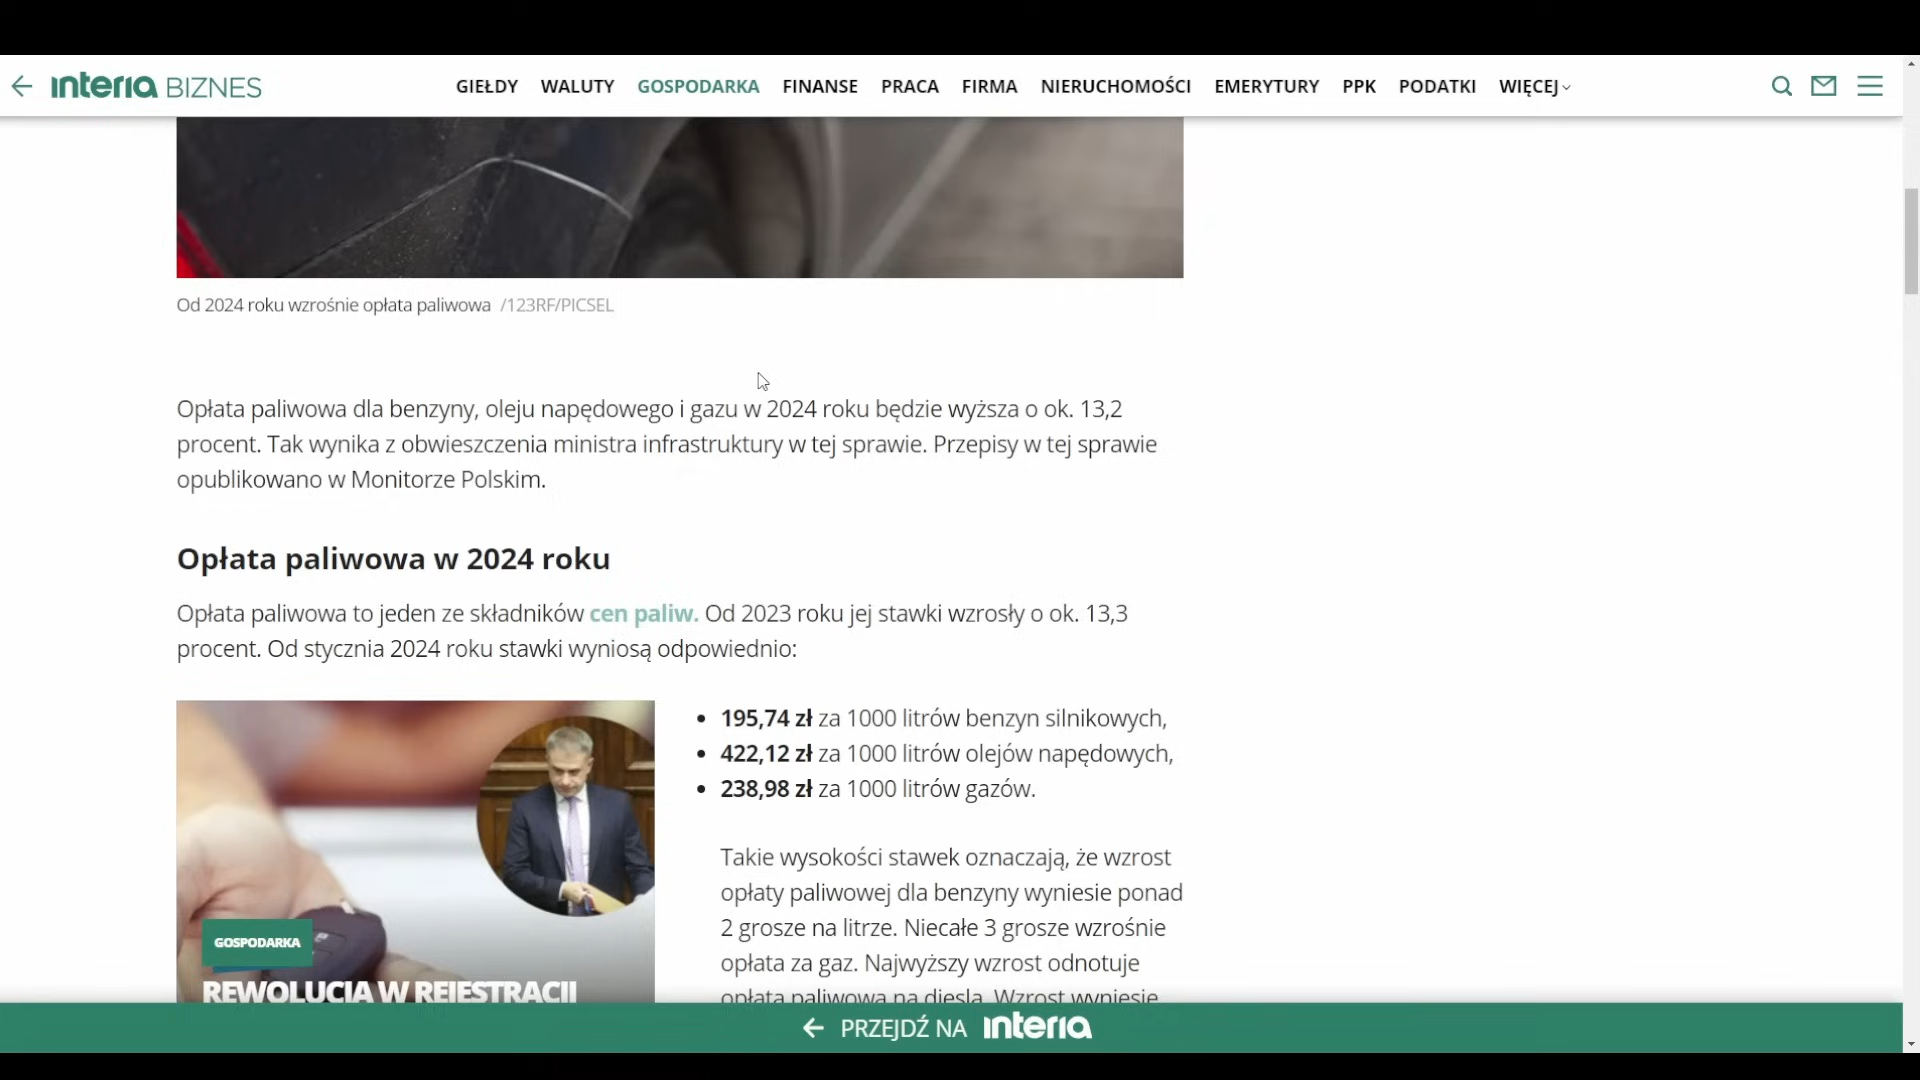 interia BIZNES
GIEŁDY WALUTY GOSPODARKA FINANSE PRACA FIRMA NIERUCHOMOŚCI EMERYTURY PPK PODATKI WIĘCEJ
Od 2024 roku wzrośnie opłata paliwowa /123RF/PICSEL
Opłata paliwowa dla benzyny, oleju napędowego i gazu w 2024 roku będzie wyższa o ok. 13,2
procent. Tak wynika z obwieszczenia ministra infrastruktury w tej sprawie. Przepisy w tej sprawie
opublikowano w Monitorze Polskim.
Opłata paliwowa w 2024 roku
Opłata paliwowa to jeden ze składników cen paliw. Od 2023 roku jej stawki wzrosły o ok. 13,3
procent. Od stycznia 2024 roku stawki wyniosą odpowiednio:
• 195,74 zł za 1000 litrów benzyn silnikowych,
• 422,12 zł za 1000 litrów olejów napędowych,
• 238,98 zł za 1000 litrów gazów.
Takie wysokości stawek oznaczają, że wzrost
opłaty paliwowej dla benzyny wyniesie ponad
2 grosze na litrze. Niecałe 3 grosze wzrośnie
opłata za gaz. Najwyższy wzrost odnotuje
opłata paliwowa na diesla. Wzrost wyniesie
GOSPODARKA
REWOLUCJA W REJESTRACJI
PRZEJDŹ NA interia